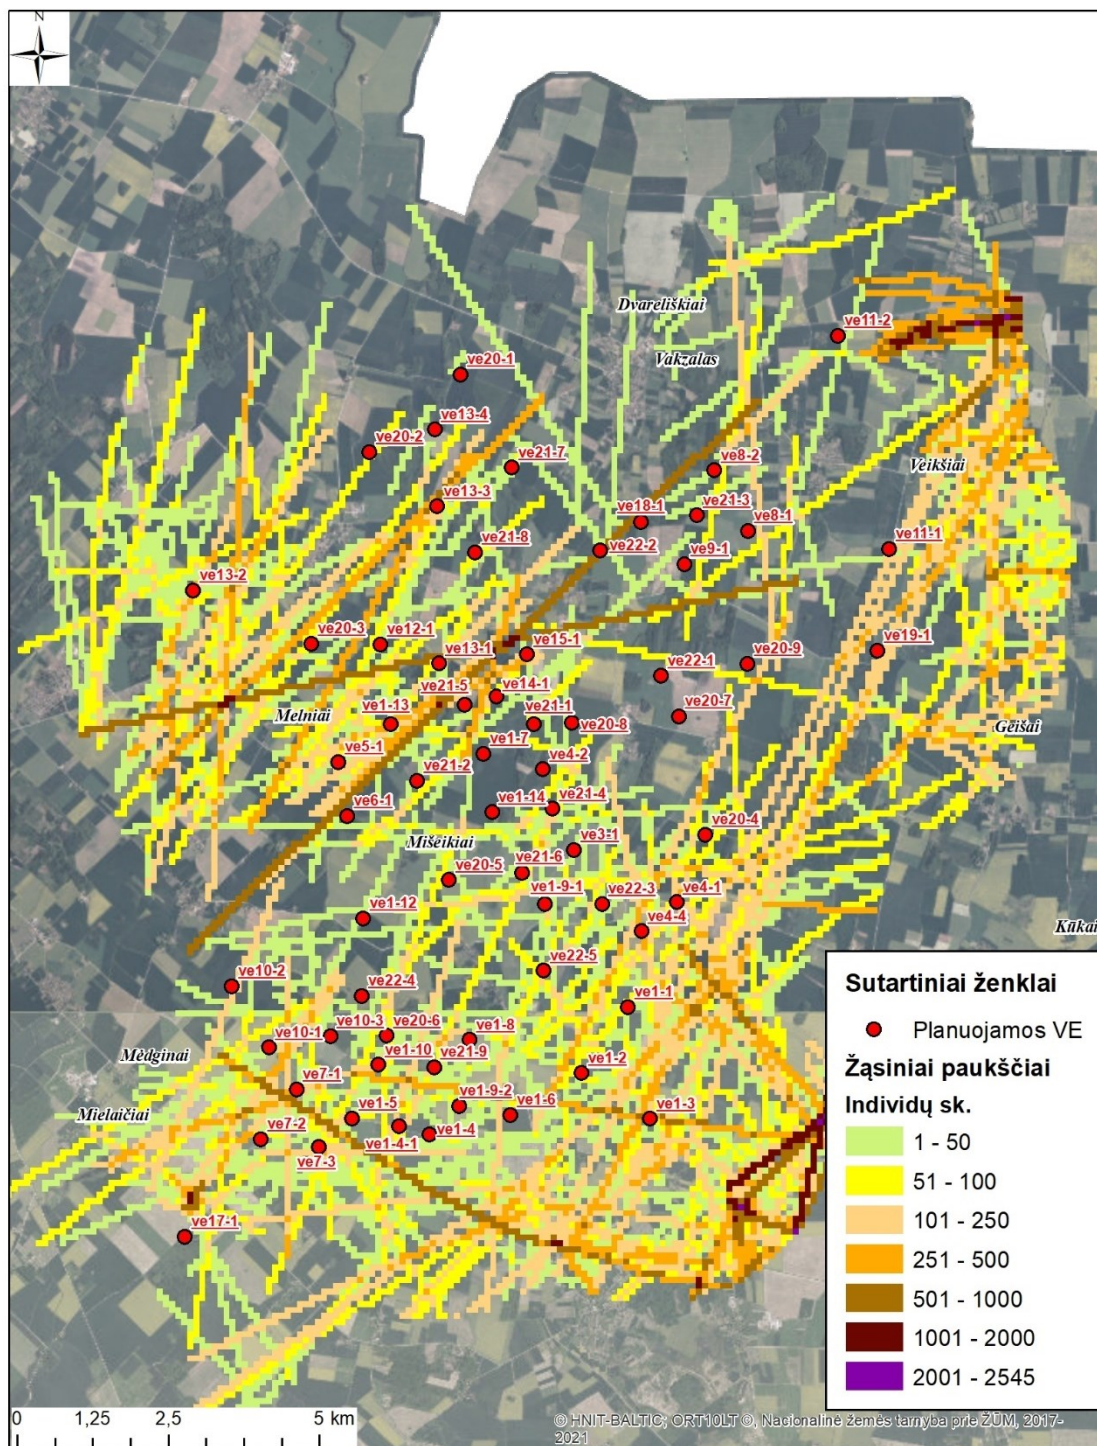 N
Dvareliškiai
ve11-2
Vakzalas
ve20-1
ve13-4
ve20-2
ve21-7
ve8-2
Veikšiai
ve13-3
ve18-1
ve21-3
ve8-1
ve21-8
ve22-2
ve11-1
ve9-1
ve13-2
ve20-3
ve12-1
ve13-1
ve15-1
ve19-1
ve22-1
ve20-9
ve21-5
ve14-1
Melniai
ve1-13
ve21-1
ve20-8
ve20-7
Geišai
ve5-1
ve1-7
ve4-2
ve21-2
ve6-1
ve1-14
ve21-4
Mišeikiai
ve20-4
ve3-1
ve20-5
ve21-6
ve1-9-1
ve22-3
ve4-1
ve1-12
ve4-4
Kūkai
ve10-2
ve22-5
ve22-4
ve1-1
ve10-1
ve10-3
ve20-6
ve1-8
Mėdginai
ve1-10
ve21-9
ve1-2
ve7-1
Mielaičiai
ve1-5
ve1-9-2
ve1-6
ve1-3
ve7-2
ve1-4-1
ve1-4
ve7-3
ve17-1
Sutartiniai ženklai
Planuojamos VE
Žąsiniai paukščiai
Individų sk.
1 - 50
51 - 100
101 - 250
251 - 500
501 - 1000
1001 - 2000
2001 - 2545
0 1,25 2,5 5 km
© HNIT-BALTIC; ORT10LT ©, Nacionalinė žemės tarnyba prie ŽŪM, 2017-
2021